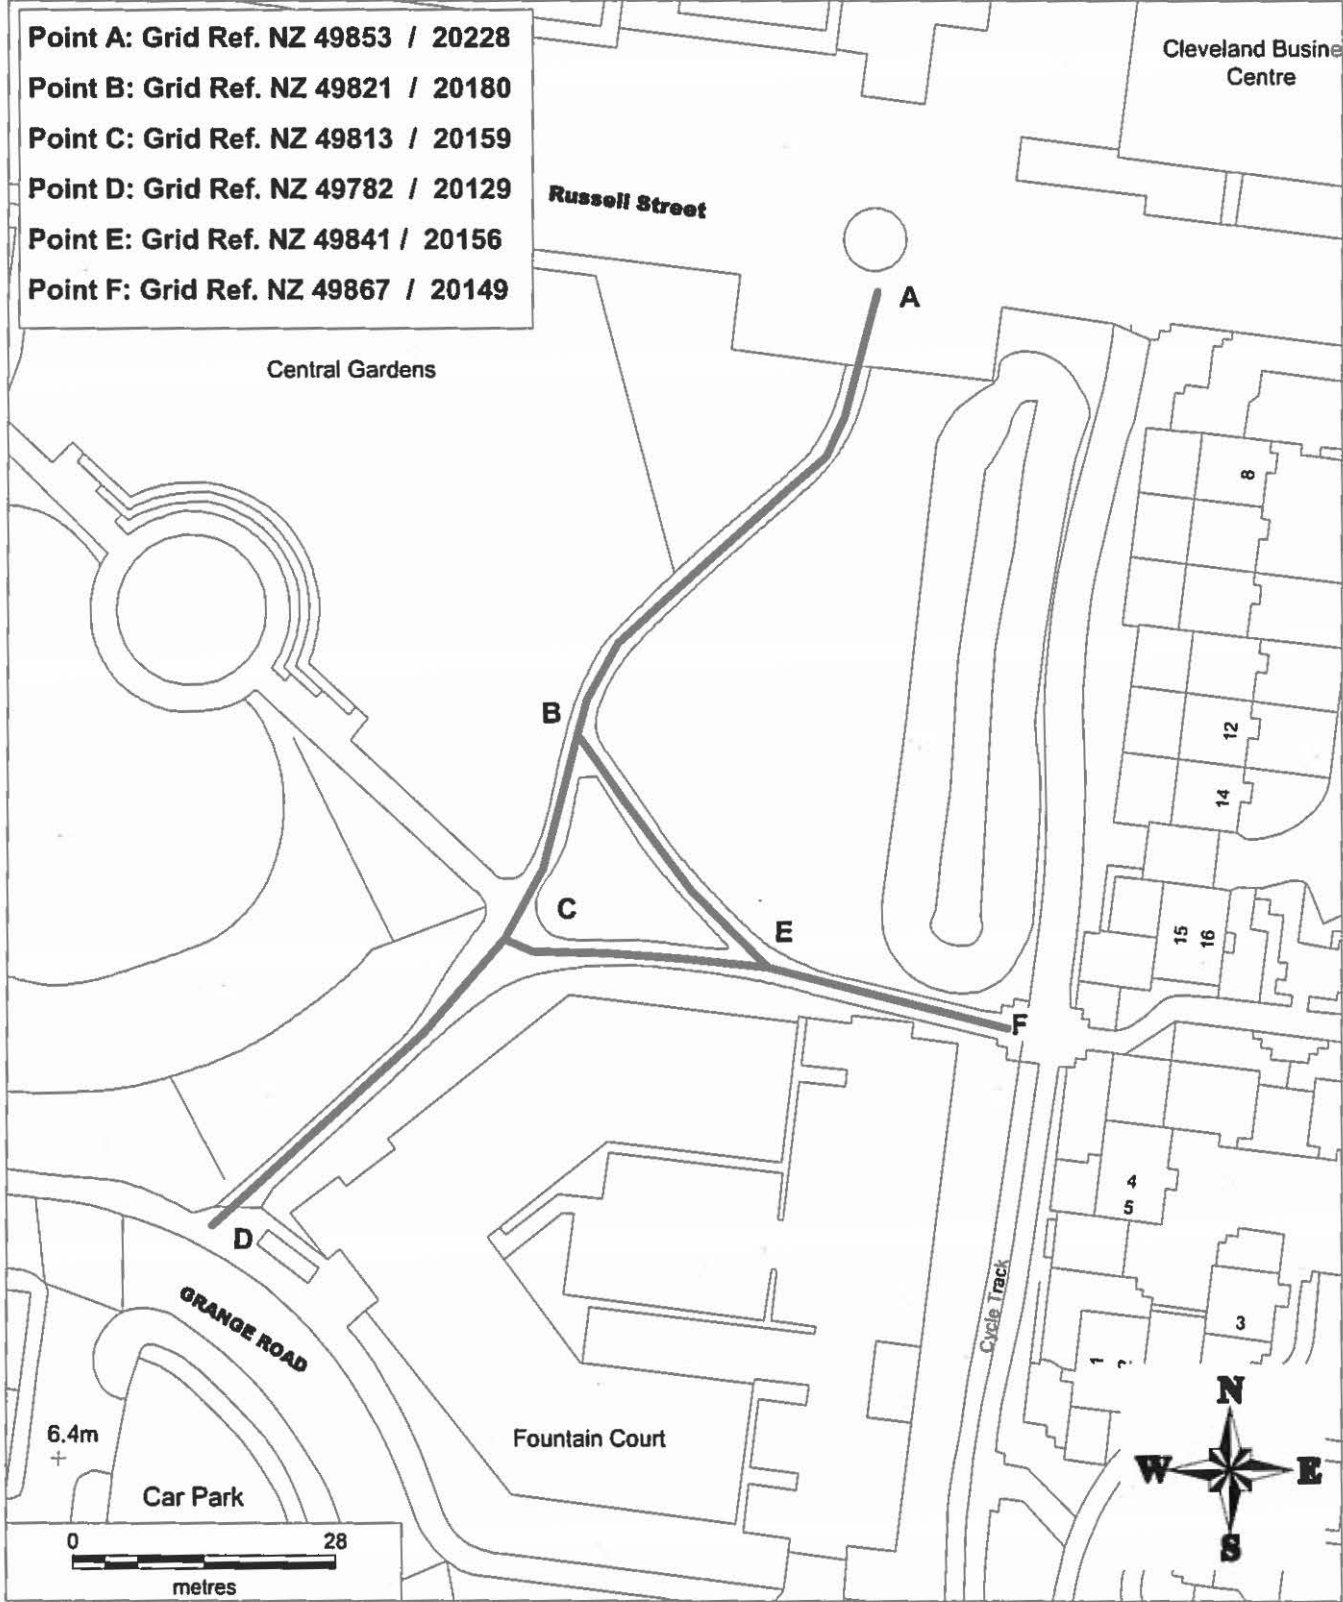 Point A: Grid Ref. NZ 49853 / 20228
Point B: Grid Ref. NZ 49821 / 20180
Point C: Grid Ref. NZ 49813 / 20159
Point D: Grid Ref. NZ 49782 / 20129
Point E: Grid Ref. NZ 49841 / 20156
Point F: Grid Ref. NZ 49867 / 20149
Cleveland Busine
Centre
Russell Street
A
Central Gardens
8
B
12
14
C
E
15
16
F
4
5
D
GRANGE ROAD
Cycle Track
3
1
N
W
E
S
6.4m
Fountain Court
Car Park
0
28
metres